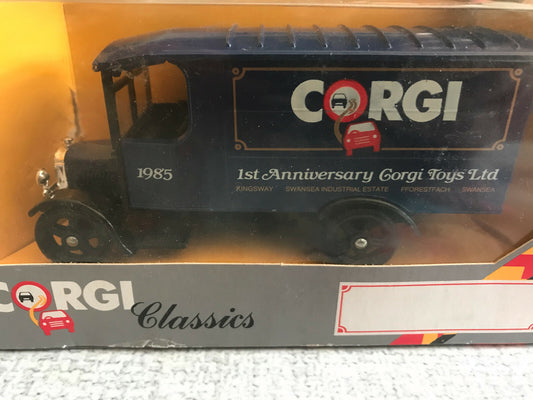 CORGI
1985
1st Anniversary Corgi Toys Ltd
KINGSWAY SWANSEA INDUSTRIAL ESTATE FFORESTFACH SWANSEA
CORGI Classics